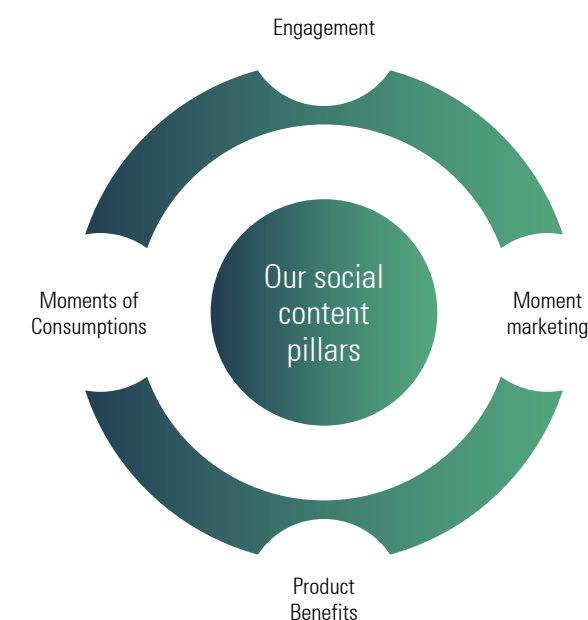 Engagement
Our social
content
pillars
Moments of
Consumptions
Moment
marketing
Product
Benefits